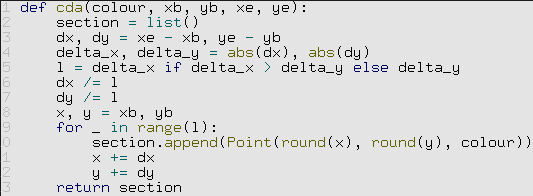 1 def cda(colour, xb, yb, xe, ye):
2     section = list()
3     dx, dy = xe - xb, ye - yb
4     delta_x, delta_y = abs(dx), abs(dy)
5     l = delta_x if delta_x > delta_y else delta_y
6     dx /= l
7     dy /= l
8     x, y = xb, yb
9     for _ in range(l):
0         section.append(Point(round(x), round(y), colour))
1         x += dx
2         y += dy
3     return section